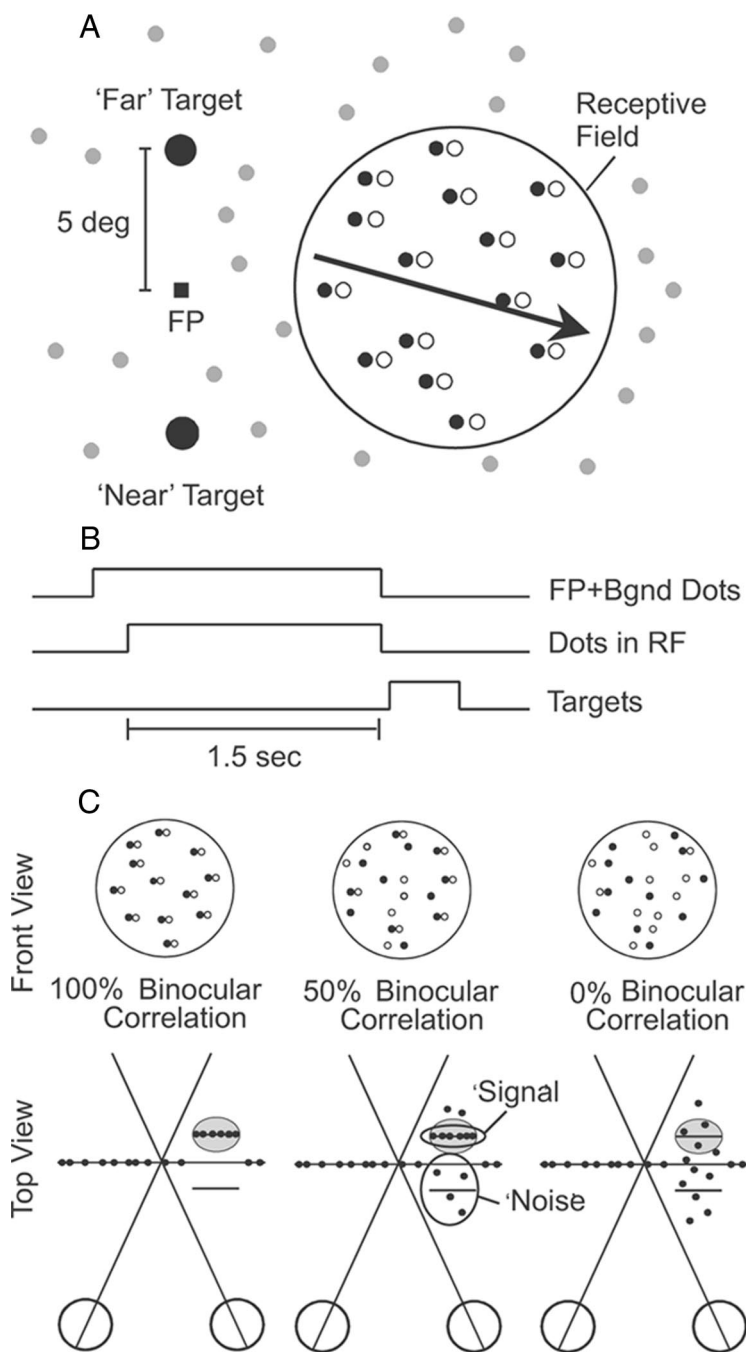 A
'Far' Target
Receptive
Field
5 deg
FP
'Near' Target
B
FP+Bgnd Dots
Dots in RF
Targets
1.5 sec
C
Front View
100% Binocular
Correlation
50% Binocular
Correlation
0% Binocular
Correlation
Top View
'Signal
'Noise